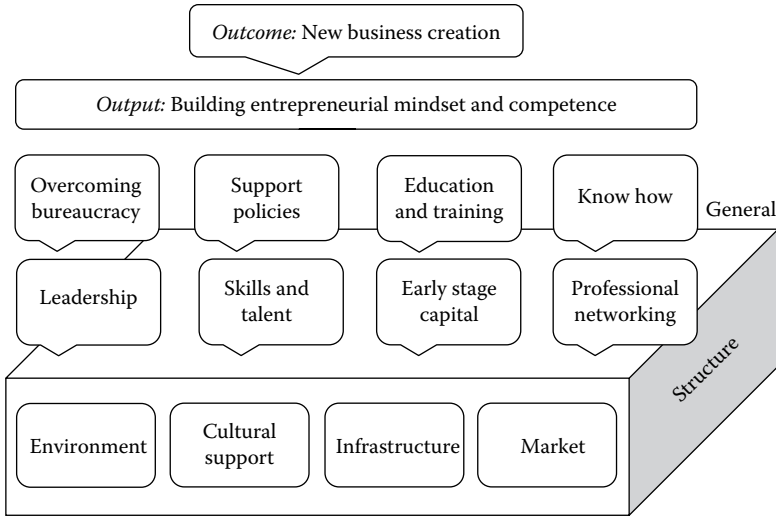 Outcome: New business creation
Output: Building entrepreneurial mindset and competence
Overcoming
bureaucracy
Support
policies
Education
and training
Know how
General
Leadership
Skills and
talent
Early stage
capital
Professional
networking
Structure
Environment
Cultural
support
Infrastructure
Market